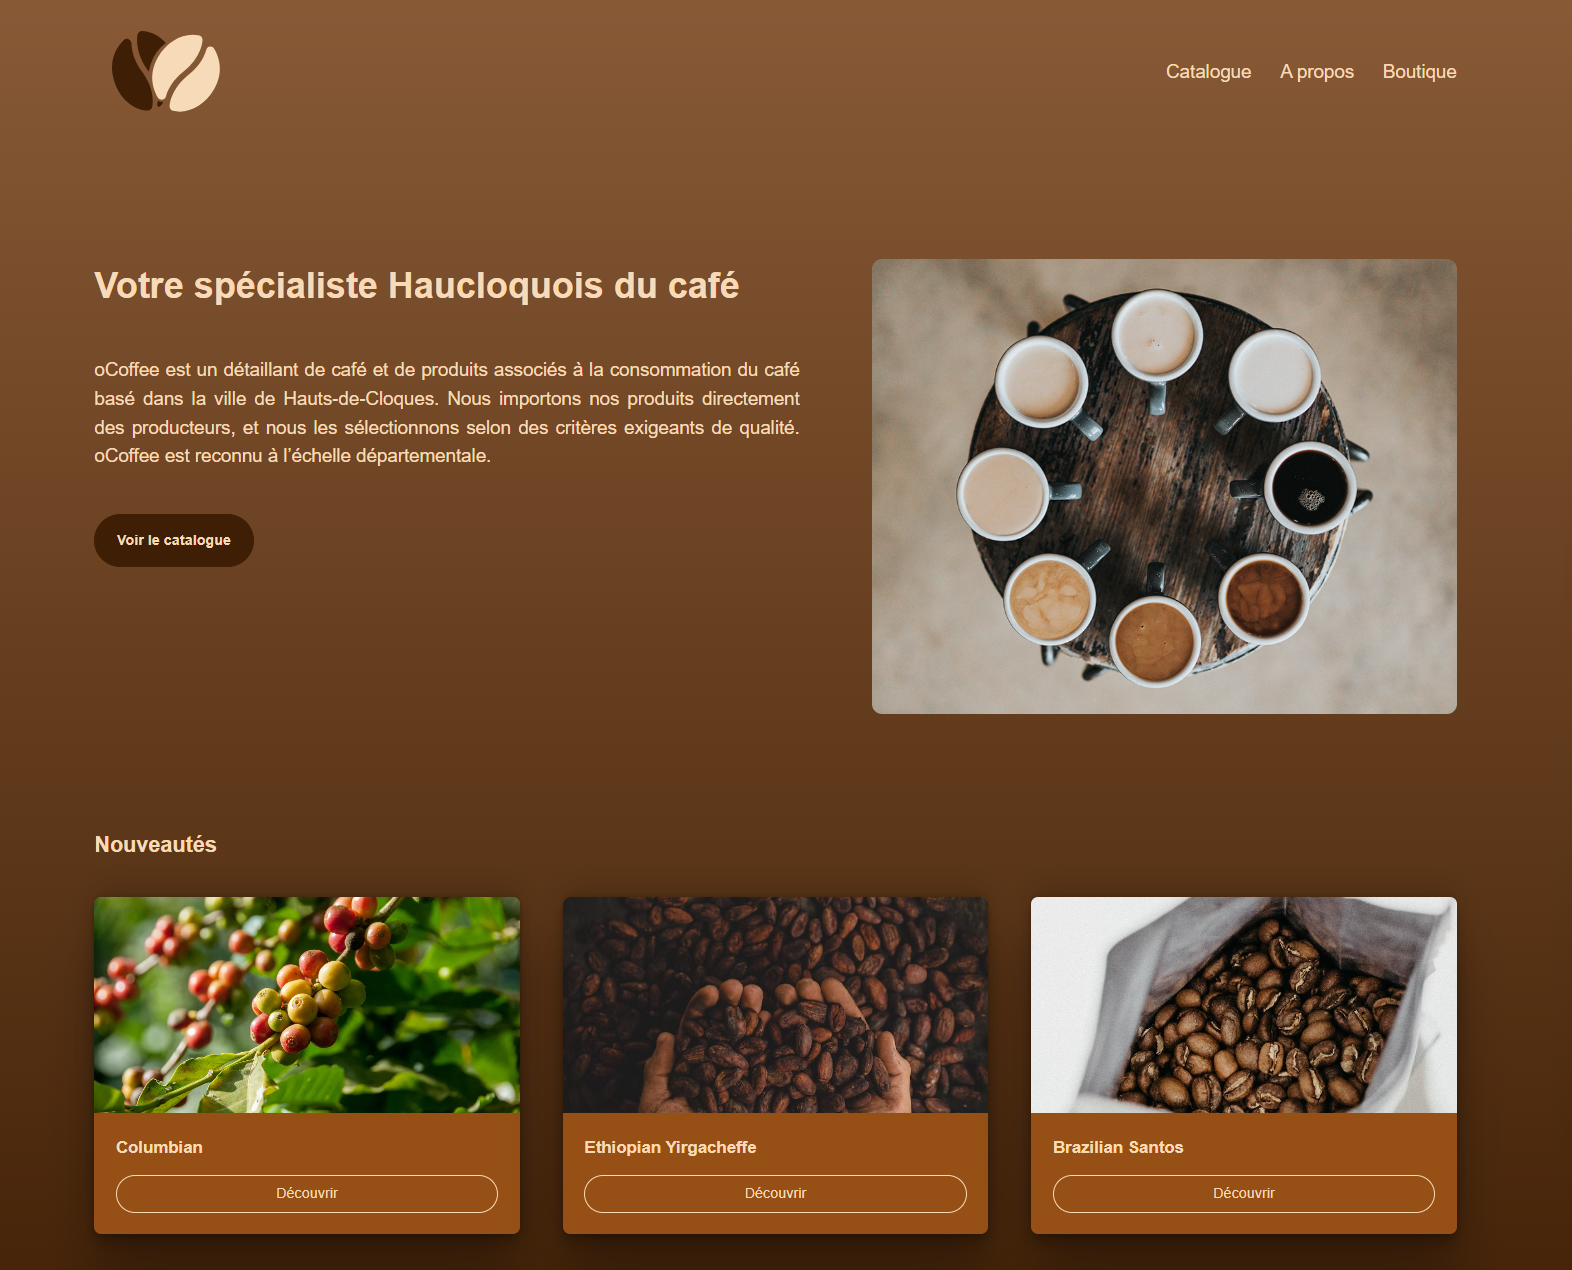 Catalogue A propos Boutique
Votre spécialiste Haucloquois du café
oCoffee est un détaillant de café et de produits associés à la consommation du café
basé dans la ville de Hauts-de-Cloques. Nous importons nos produits directement
des producteurs, et nous les sélectionnons selon des critères exigeants de qualité.
oCoffee est reconnu à l’échelle départementale.
Voir le catalogue
Nouveautés
Columbian
Découvrir
Ethiopian Yirgacheffe
Découvrir
Brazilian Santos
Découvrir